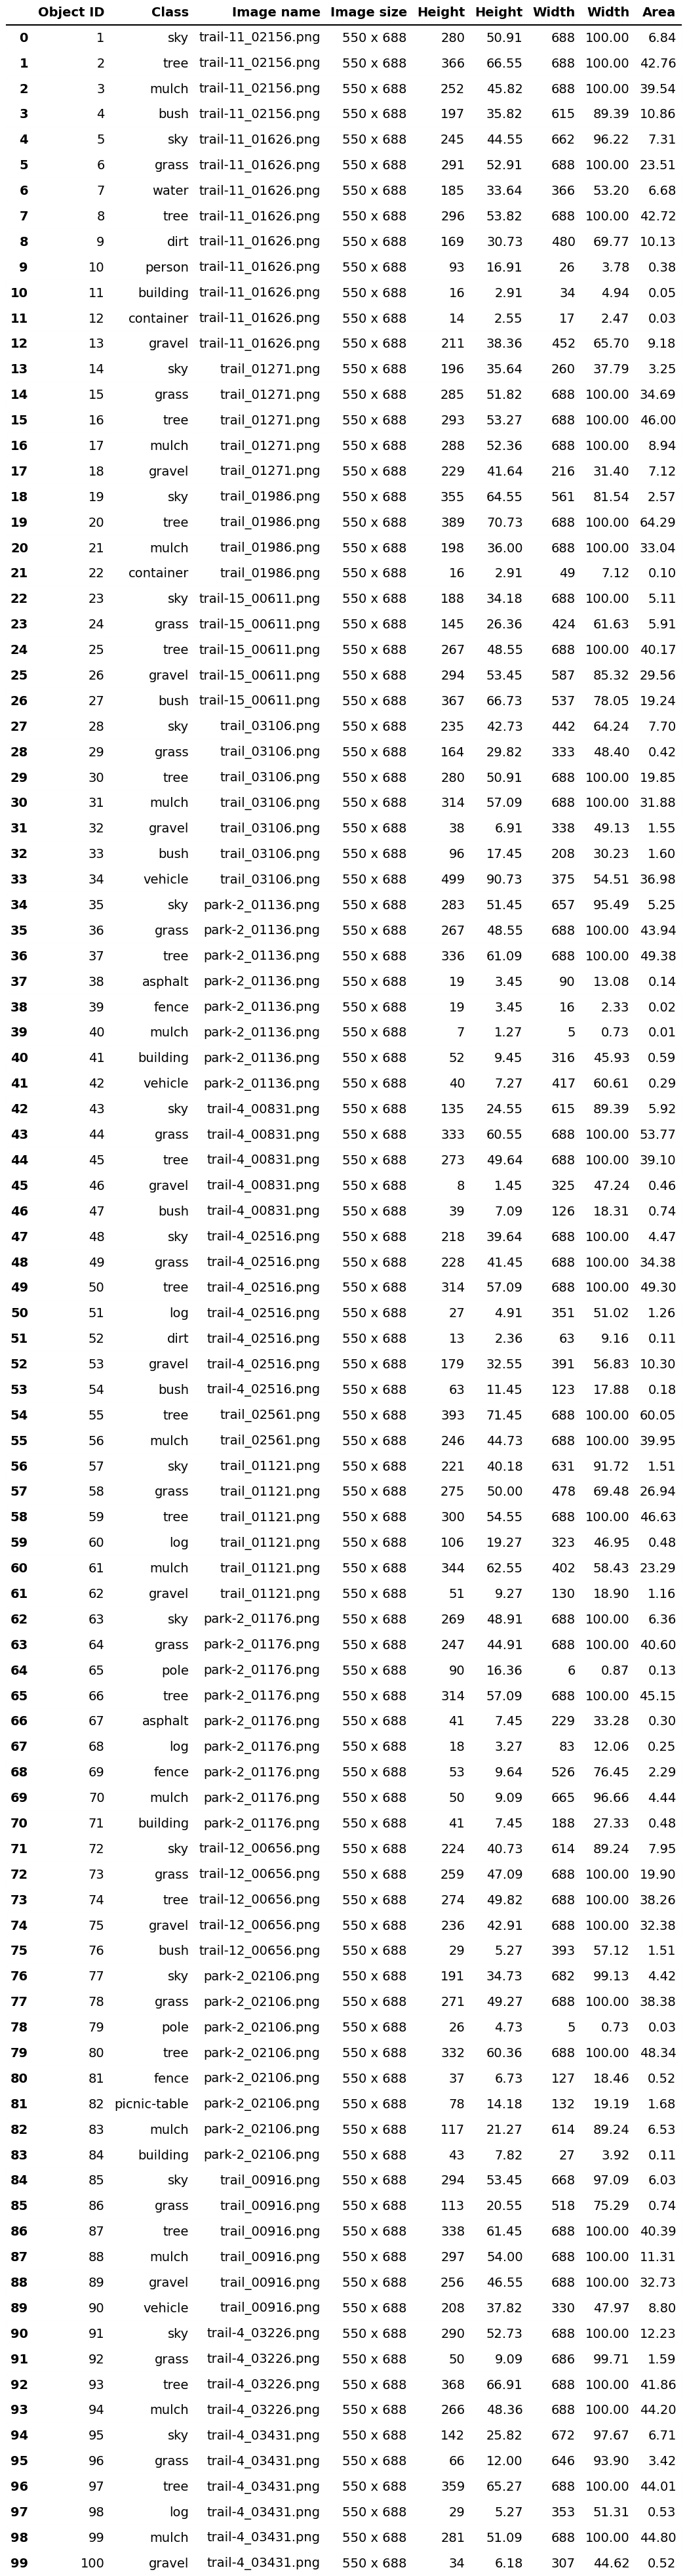 Object ID Class Image name Image size Height Height Width Width Area
0 1 sky trail-11_02156.png 550 x 688 280 50.91 688 100.00 6.84
1 2 tree trail-11_02156.png 550 x 688 366 66.55 688 100.00 42.76
2 3 mulch trail-11_02156.png 550 x 688 252 45.82 688 100.00 39.54
3 4 bush trail-11_02156.png 550 x 688 197 35.82 615 89.39 10.86
4 5 sky trail-11_01626.png 550 x 688 245 44.55 662 96.22 7.31
5 6 grass trail-11_01626.png 550 x 688 291 52.91 688 100.00 23.51
6 7 water trail-11_01626.png 550 x 688 185 33.64 366 53.20 6.68
7 8 tree trail-11_01626.png 550 x 688 296 53.82 688 100.00 42.72
8 9 dirt trail-11_01626.png 550 x 688 169 30.73 480 69.77 10.13
9 10 person trail-11_01626.png 550 x 688 93 16.91 26 3.78 0.38
10 11 building trail-11_01626.png 550 x 688 16 2.91 34 4.94 0.05
11 12 container trail-11_01626.png 550 x 688 14 2.55 17 2.47 0.03
12 13 gravel trail-11_01626.png 550 x 688 211 38.36 452 65.70 9.18
13 14 sky trail_01271.png 550 x 688 196 35.64 260 37.79 3.25
14 15 grass trail_01271.png 550 x 688 285 51.82 688 100.00 34.69
15 16 tree trail_01271.png 550 x 688 293 53.27 688 100.00 46.00
16 17 mulch trail_01271.png 550 x 688 288 52.36 688 100.00 8.94
17 18 gravel trail_01271.png 550 x 688 229 41.64 216 31.40 7.12
18 19 sky trail_01986.png 550 x 688 355 64.55 561 81.54 2.57
19 20 tree trail_01986.png 550 x 688 389 70.73 688 100.00 64.29
20 21 mulch trail_01986.png 550 x 688 198 36.00 688 100.00 33.04
21 22 container trail_01986.png 550 x 688 16 2.91 49 7.12 0.10
22 23 sky trail-15_00611.png 550 x 688 188 34.18 688 100.00 5.11
23 24 grass trail-15_00611.png 550 x 688 145 26.36 424 61.63 5.91
24 25 tree trail-15_00611.png 550 x 688 267 48.55 688 100.00 40.17
25 26 gravel trail-15_00611.png 550 x 688 294 53.45 587 85.32 29.56
26 27 bush trail-15_00611.png 550 x 688 367 66.73 537 78.05 19.24
27 28 sky trail_03106.png 550 x 688 235 42.73 442 64.24 7.70
28 29 grass trail_03106.png 550 x 688 164 29.82 333 48.40 0.42
29 30 tree trail_03106.png 550 x 688 280 50.91 688 100.00 19.85
30 31 mulch trail_03106.png 550 x 688 314 57.09 688 100.00 31.88
31 32 gravel trail_03106.png 550 x 688 38 6.91 338 49.13 1.55
32 33 bush trail_03106.png 550 x 688 96 17.45 208 30.23 1.60
33 34 vehicle trail_03106.png 550 x 688 499 90.73 375 54.51 36.98
34 35 sky park-2_01136.png 550 x 688 283 51.45 657 95.49 5.25
35 36 grass park-2_01136.png 550 x 688 267 48.55 688 100.00 43.94
36 37 tree park-2_01136.png 550 x 688 336 61.09 688 100.00 49.38
37 38 asphalt park-2_01136.png 550 x 688 19 3.45 90 13.08 0.14
38 39 fence park-2_01136.png 550 x 688 19 3.45 16 2.33 0.02
39 40 mulch park-2_01136.png 550 x 688 7 1.27 5 0.73 0.01
40 41 building park-2_01136.png 550 x 688 52 9.45 316 45.93 0.59
41 42 vehicle park-2_01136.png 550 x 688 40 7.27 417 60.61 0.29
42 43 sky trail-4_00831.png 550 x 688 135 24.55 615 89.39 5.92
43 44 grass trail-4_00831.png 550 x 688 333 60.55 688 100.00 53.77
44 45 tree trail-4_00831.png 550 x 688 273 49.64 688 100.00 39.10
45 46 gravel trail-4_00831.png 550 x 688 8 1.45 325 47.24 0.46
46 47 bush trail-4_00831.png 550 x 688 39 7.09 126 18.31 0.74
47 48 sky trail-4_02516.png 550 x 688 218 39.64 688 100.00 4.47
48 49 grass trail-4_02516.png 550 x 688 228 41.45 688 100.00 34.38
49 50 tree trail-4_02516.png 550 x 688 314 57.09 688 100.00 49.30
50 51 log trail-4_02516.png 550 x 688 27 4.91 351 51.02 1.26
51 52 dirt trail-4_02516.png 550 x 688 13 2.36 63 9.16 0.11
52 53 gravel trail-4_02516.png 550 x 688 179 32.55 391 56.83 10.30
53 54 bush trail-4_02516.png 550 x 688 63 11.45 123 17.88 0.18
54 55 tree trail_02561.png 550 x 688 393 71.45 688 100.00 60.05
55 56 mulch trail_02561.png 550 x 688 246 44.73 688 100.00 39.95
56 57 sky trail_01121.png 550 x 688 221 40.18 631 91.72 1.51
57 58 grass trail_01121.png 550 x 688 275 50.00 478 69.48 26.94
58 59 tree trail_01121.png 550 x 688 300 54.55 688 100.00 46.63
59 60 log trail_01121.png 550 x 688 106 19.27 323 46.95 0.48
60 61 mulch trail_01121.png 550 x 688 344 62.55 402 58.43 23.29
61 62 gravel trail_01121.png 550 x 688 51 9.27 130 18.90 1.16
62 63 sky park-2_01176.png 550 x 688 269 48.91 688 100.00 6.36
63 64 grass park-2_01176.png 550 x 688 247 44.91 688 100.00 40.60
64 65 pole park-2_01176.png 550 x 688 90 16.36 6 0.87 0.13
65 66 tree park-2_01176.png 550 x 688 314 57.09 688 100.00 45.15
66 67 asphalt park-2_01176.png 550 x 688 41 7.45 229 33.28 0.30
67 68 log park-2_01176.png 550 x 688 18 3.27 83 12.06 0.25
68 69 fence park-2_01176.png 550 x 688 53 9.64 526 76.45 2.29
69 70 mulch park-2_01176.png 550 x 688 50 9.09 665 96.66 4.44
70 71 building park-2_01176.png 550 x 688 41 7.45 188 27.33 0.48
71 72 sky trail-12_00656.png 550 x 688 224 40.73 614 89.24 7.95
72 73 grass trail-12_00656.png 550 x 688 259 47.09 688 100.00 19.90
73 74 tree trail-12_00656.png 550 x 688 274 49.82 688 100.00 38.26
74 75 gravel trail-12_00656.png 550 x 688 236 42.91 688 100.00 32.38
75 76 bush trail-12_00656.png 550 x 688 29 5.27 393 57.12 1.51
76 77 sky park-2_02106.png 550 x 688 191 34.73 682 99.13 4.42
77 78 grass park-2_02106.png 550 x 688 271 49.27 688 100.00 38.38
78 79 pole park-2_02106.png 550 x 688 26 4.73 5 0.73 0.03
79 80 tree park-2_02106.png 550 x 688 332 60.36 688 100.00 48.34
80 81 fence park-2_02106.png 550 x 688 37 6.73 127 18.46 0.52
81 82 picnic-table park-2_02106.png 550 x 688 78 14.18 132 19.19 1.68
82 83 mulch park-2_02106.png 550 x 688 117 21.27 614 89.24 6.53
83 84 building park-2_02106.png 550 x 688 43 7.82 27 3.92 0.11
84 85 sky trail_00916.png 550 x 688 294 53.45 668 97.09 6.03
85 86 grass trail_00916.png 550 x 688 113 20.55 518 75.29 0.74
86 87 tree trail_00916.png 550 x 688 338 61.45 688 100.00 40.39
87 88 mulch trail_00916.png 550 x 688 297 54.00 688 100.00 11.31
88 89 gravel trail_00916.png 550 x 688 256 46.55 688 100.00 32.73
89 90 vehicle trail_00916.png 550 x 688 208 37.82 330 47.97 8.80
90 91 sky trail-4_03226.png 550 x 688 290 52.73 688 100.00 12.23
91 92 grass trail-4_03226.png 550 x 688 50 9.09 686 99.71 1.59
92 93 tree trail-4_03226.png 550 x 688 368 66.91 688 100.00 41.86
93 94 mulch trail-4_03226.png 550 x 688 266 48.36 688 100.00 44.20
94 95 sky trail-4_03431.png 550 x 688 142 25.82 672 97.67 6.71
95 96 grass trail-4_03431.png 550 x 688 66 12.00 646 93.90 3.42
96 97 tree trail-4_03431.png 550 x 688 359 65.27 688 100.00 44.01
97 98 log trail-4_03431.png 550 x 688 29 5.27 353 51.31 0.53
98 99 mulch trail-4_03431.png 550 x 688 281 51.09 688 100.00 44.80
99 100 gravel trail-4_03431.png 550 x 688 34 6.18 307 44.62 0.52